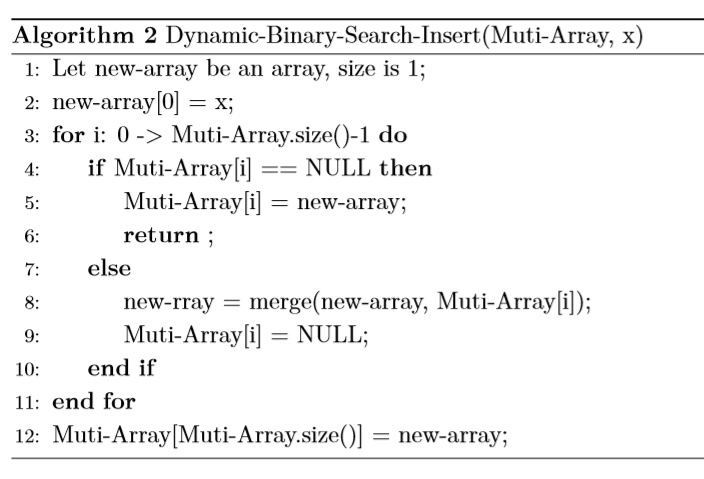 Algorithm 2 Dynamic-Binary-Search-Insert(Muti-Array, x)
1: Let new-array be an array, size is 1;
2: new-array[0] = x;
3: for i: 0 -> Muti-Array.size()-1 do
4: if Muti-Array[i] == NULL then
5: Muti-Array[i] = new-array;
6: return ;
7: else
8: new-rray = merge(new-array, Muti-Array[i]);
9: Muti-Array[i] = NULL;
10: end if
11: end for
12: Muti-Array[Muti-Array.size()] = new-array;